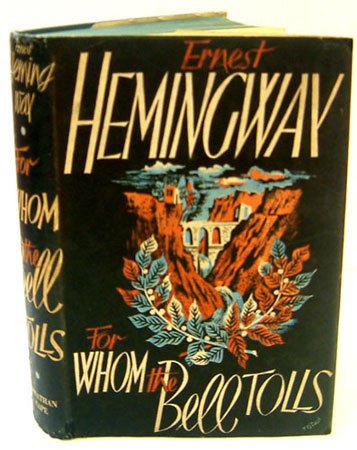 Ernest
HEMINGWAY
For
WHOM the
Bell TOLLS
Ernest
Heming
WAY
For
WHOM
the
Bell
TOLLS
JONATHAN
CAPE